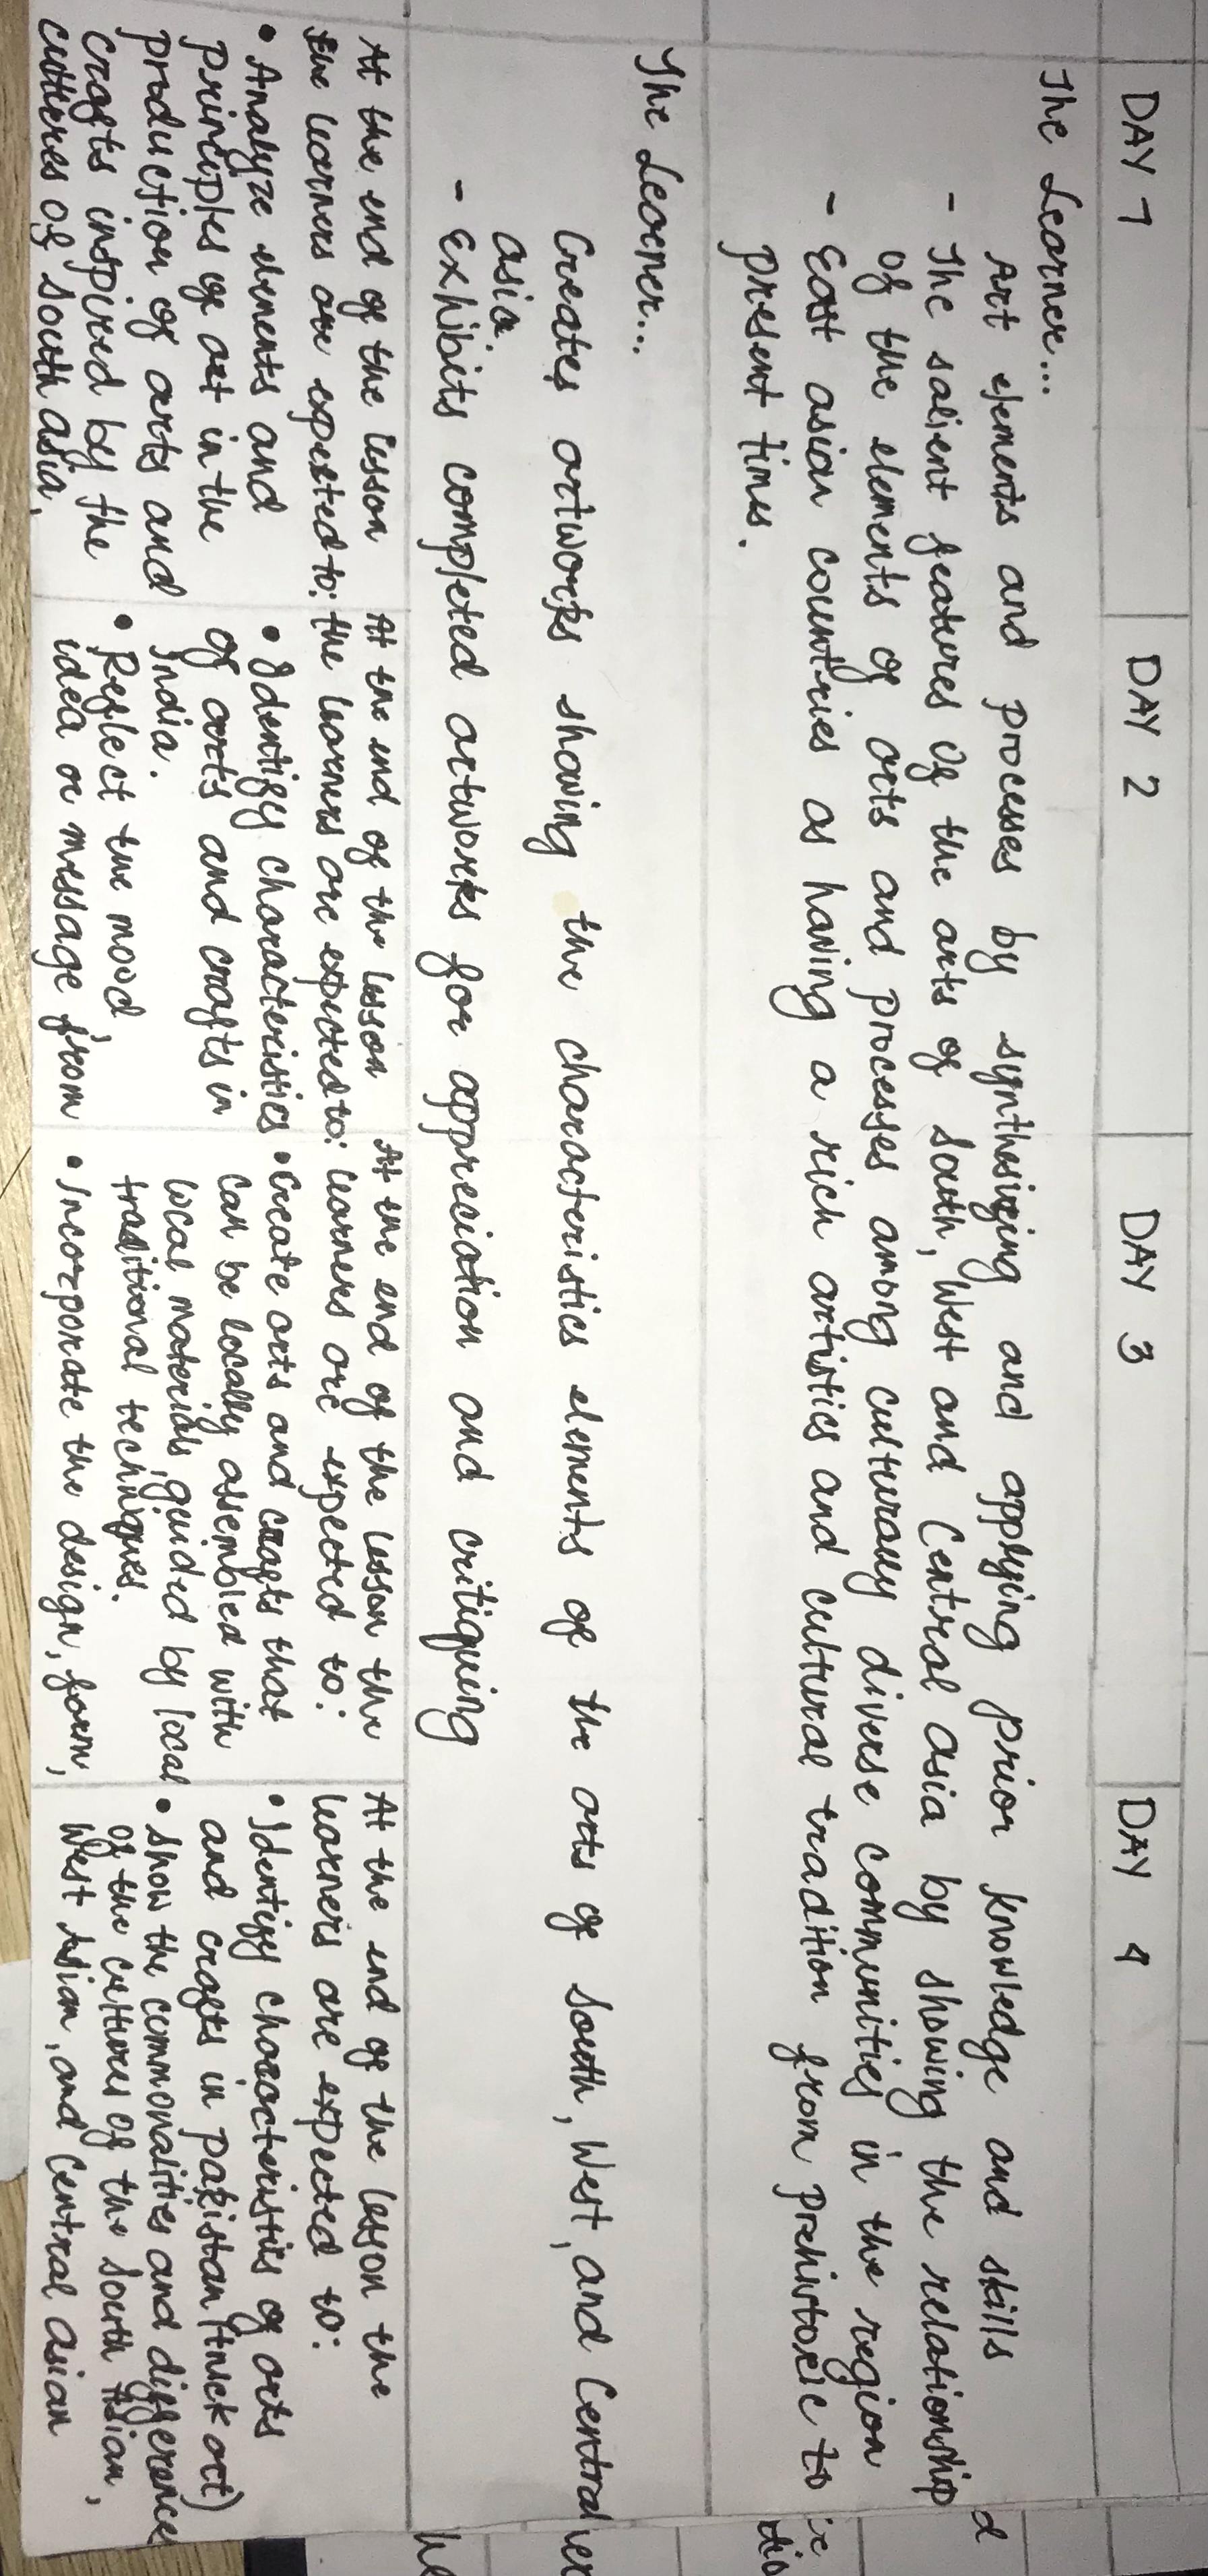 DAY 1
DAY 2
DAY 3
DAY 4
The Learner...
Art elements and processes by synthesizing and applying prior knowledge and skills
- The salient features of the arts of South, West and Central asia by showing the relationship
of the elements of arts and processes among culturally diverse communities in the region
- East asian countries as having a rich artistics and cultural tradition from prehistoric to
present times.
The Learner...
Creates artworks showing the characteristics elements of the arts of South, West, and Central
asia.
- Exhibits completed artworks for appreciation and critiquing
At the end of the lesson
the learners are expected to:
• Analyze elements and
principles of art in the
production of arts and
crafts inspired by the
cultures of south asia.
At the end of the lesson
the learners are expected to:
• Identify characteristics
of arts and crafts in
India.
• Reflect the mood,
idea or message from
At the end of the lesson the
learners are expected to:
• Create arts and crafts that
can be locally assembled with
local materials, guided by local
traditional techniques.
• Incorporate the design, form,
At the end of the lesson the
learners are expected to:
• Identify characteristics of arts
and crafts in pakistan (truck art)
• show the commonalities and difference
of the cultures of the South Asian,
West Asian, and Central asian